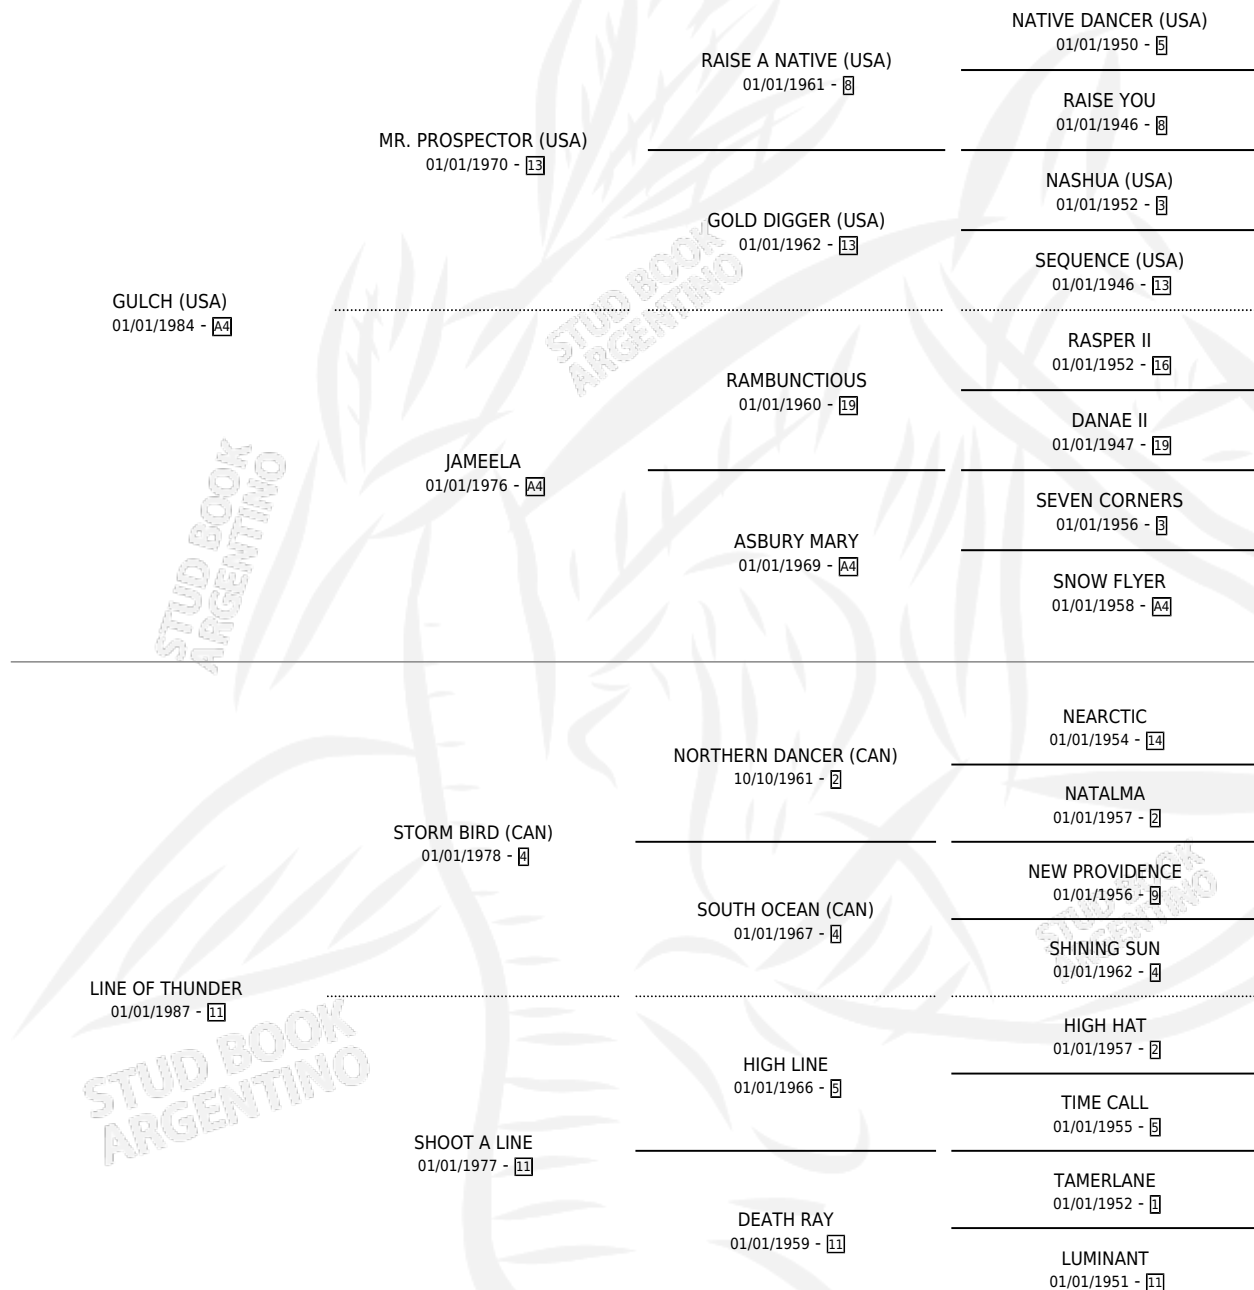 NATIVE DANCER (USA)
01/01/1950 - 5
RAISE A NATIVE (USA)
01/01/1961 - 8
RAISE YOU
01/01/1946 - 8
MR. PROSPECTOR (USA)
01/01/1970 - 13
NASHUA (USA)
01/01/1952 - 3
GOLD DIGGER (USA)
01/01/1962 - 13
SEQUENCE (USA)
01/01/1946 - 13
GULCH (USA)
01/01/1984 - A4
RASPER II
01/01/1952 - 16
RAMBUNCTIOUS
01/01/1960 - 19
DANAE II
01/01/1947 - 19
JAMEELA
01/01/1976 - A4
SEVEN CORNERS
01/01/1956 - 3
ASBURY MARY
01/01/1969 - A4
SNOW FLYER
01/01/1958 - A4
NEARCTIC
01/01/1954 - 14
NORTHERN DANCER (CAN)
10/10/1961 - 2
NATALMA
01/01/1957 - 2
STORM BIRD (CAN)
01/01/1978 - 4
NEW PROVIDENCE
01/01/1956 - 9
SOUTH OCEAN (CAN)
01/01/1967 - 4
SHINING SUN
01/01/1962 - 4
LINE OF THUNDER
01/01/1987 - 11
HIGH HAT
01/01/1957 - 2
HIGH LINE
01/01/1966 - 5
TIME CALL
01/01/1955 - 5
SHOOT A LINE
01/01/1977 - 11
TAMERLANE
01/01/1952 - 1
DEATH RAY
01/01/1959 - 11
LUMINANT
01/01/1951 - 11
STUD BOOK
ARGENTINO
STUD BOOK
ARGENTINO
STUD BOOK
ARGENTINO
STUD BOOK
ARGENTINO